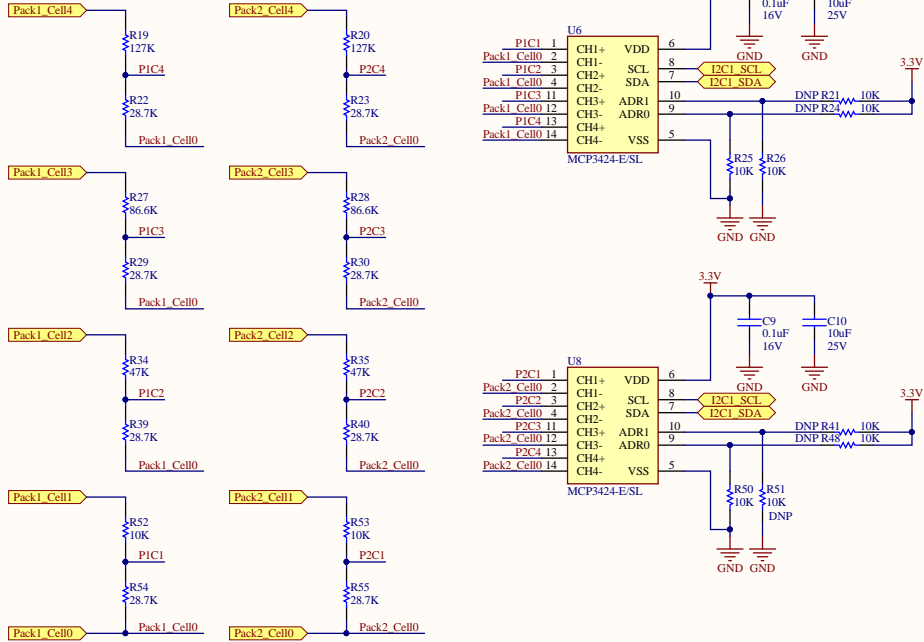 Pack1_Cell4
R19
127K
P1C4
R22
28.7K
Pack1_Cell0
Pack2_Cell4
R20
127K
P2C4
R23
28.7K
Pack2_Cell0
Pack1_Cell3
R27
86.6K
P1C3
R29
28.7K
Pack1_Cell0
Pack2_Cell3
R28
86.6K
P2C3
R30
28.7K
Pack2_Cell0
Pack1_Cell2
R34
47K
P1C2
R39
28.7K
Pack1_Cell0
Pack2_Cell2
R35
47K
P2C2
R40
28.7K
Pack2_Cell0
Pack1_Cell1
R52
10K
P1C1
R54
28.7K
Pack1_Cell0 Pack1_Cell1
Pack2_Cell1
R53
10K
P2C1
R55
28.7K
Pack2_Cell0 Pack2_Cell0
0.1uF
16V
GND
10uF
25V
GND
U6
P1C1 1 CH1+ VDD 6
Pack1_Cell0 2 CH1-
P1C2 3 CH2+ SCL 8 I2C1_SCL
Pack1_Cell0 4 CH2- SDA 7 I2C1_SDA
P1C3 11 CH3+ ADR1 10 DNP R21 10K
Pack1_Cell0 12 CH3- ADR0 9 DNP R24 10K
P1C4 13 CH4+
Pack1_Cell0 14 CH4- VSS 5
MCP3424-E/SL
3.3V
R25
10K
GND
R26
10K
GND
3.3V
C9
0.1uF
16V
GND
C10
10uF
25V
GND
U8
P2C1 1 CH1+ VDD 6
Pack2_Cell0 2 CH1-
P2C2 3 CH2+ SCL 8 I2C1_SCL
Pack2_Cell0 4 CH2- SDA 7 I2C1_SDA
P2C3 11 CH3+ ADR1 10 DNP R41 10K
Pack2_Cell0 12 CH3- ADR0 9 DNP R48 10K
P2C4 13 CH4+
Pack2_Cell0 14 CH4- VSS 5
MCP3424-E/SL
3.3V
R50
10K
GND
R51
10K
DNP
GND